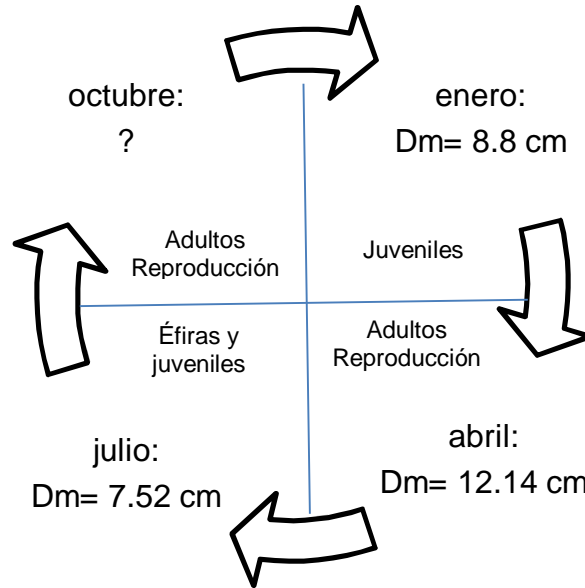 octubre:
?
enero:
Dm= 8.8 cm
Adultos
Reproducción
Juveniles
Éfiras y
juveniles
Adultos
Reproducción
julio:
Dm= 7.52 cm
abril:
Dm= 12.14 cm